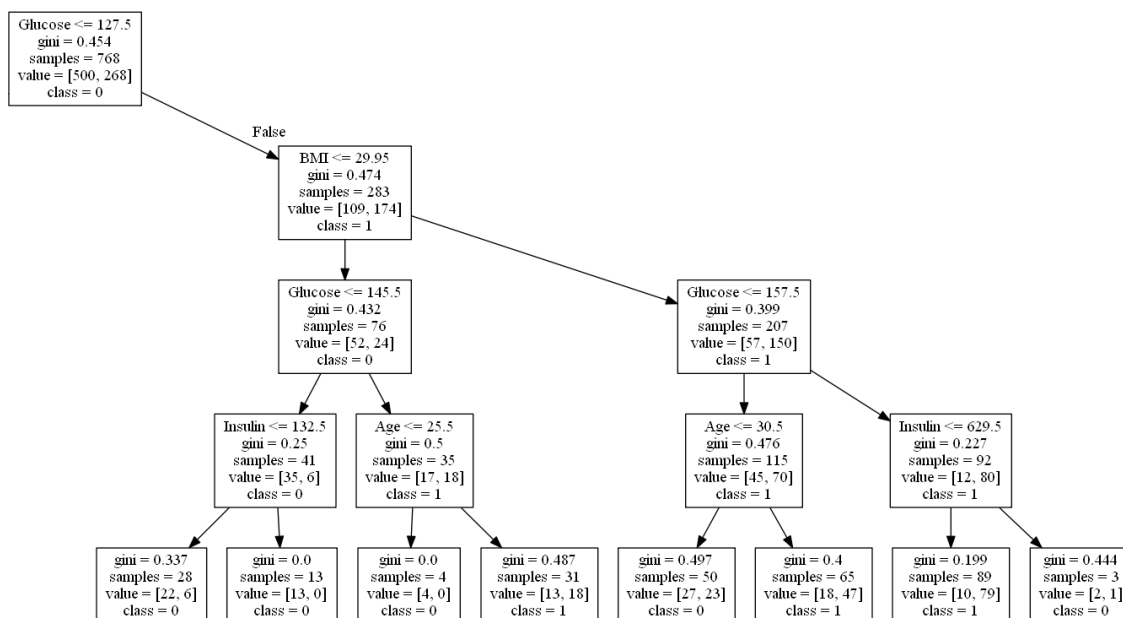 Glucose <= 127.5
gini = 0.454
samples = 768
value = [500, 268]
class = 0
False
BMI <= 29.95
gini = 0.474
samples = 283
value = [109, 174]
class = 1
Glucose <= 145.5
gini = 0.432
samples = 76
value = [52, 24]
class = 0
Glucose <= 157.5
gini = 0.399
samples = 207
value = [57, 150]
class = 1
Insulin <= 132.5
gini = 0.25
samples = 41
value = [35, 6]
class = 0
Age <= 25.5
gini = 0.5
samples = 35
value = [17, 18]
class = 1
Age <= 30.5
gini = 0.476
samples = 115
value = [45, 70]
class = 1
Insulin <= 629.5
gini = 0.227
samples = 92
value = [12, 80]
class = 1
gini = 0.337
samples = 28
value = [22, 6]
class = 0
gini = 0.0
samples = 13
value = [13, 0]
class = 0
gini = 0.0
samples = 4
value = [4, 0]
class = 0
gini = 0.487
samples = 31
value = [13, 18]
class = 1
gini = 0.497
samples = 50
value = [27, 23]
class = 0
gini = 0.4
samples = 65
value = [18, 47]
class = 1
gini = 0.199
samples = 89
value = [10, 79]
class = 1
gini = 0.444
samples = 3
value = [2, 1]
class = 0